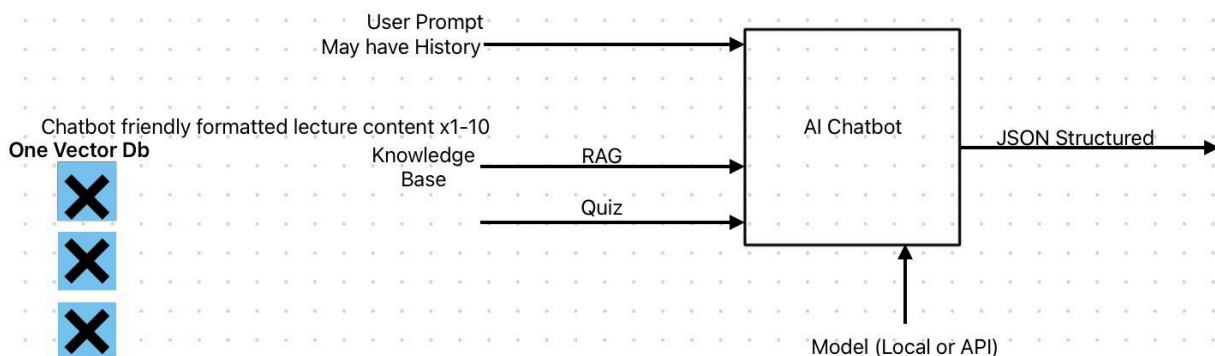 User Prompt
May have History
Chatbot friendly formatted lecture content x1-10
One Vector Db
AI Chatbot
JSON Structured
Knowledge
Base
RAG
Quiz
Model (Local or API)